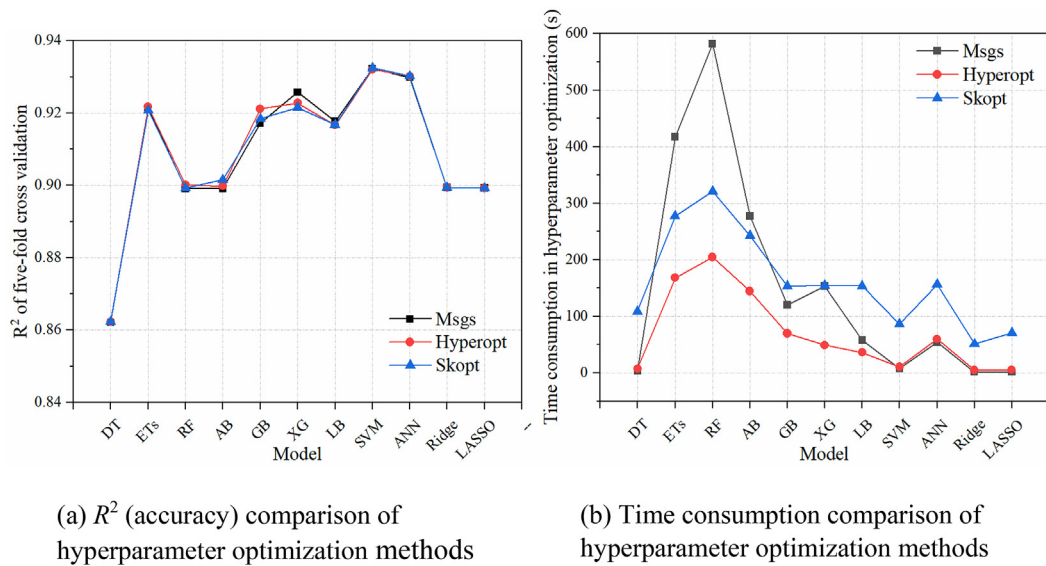 0.94
0.92
0.90
0.88
0.86
0.84
R² of five-fold cross validation
Msgs
Hyperopt
Skopt
DT
ETs
RF
AB
GB
XG
LB
SVM
ANN
Ridge
LASSO
--
Model
600
500
400
300
200
100
0
Time consumption in hyperparameter optimization (s)
Msgs
Hyperopt
Skopt
DT
ETs
RF
AB
GB
XG
LB
SVM
ANN
Ridge
LASSO
Model
(a) R² (accuracy) comparison of
hyperparameter optimization methods
(b) Time consumption comparison of
hyperparameter optimization methods